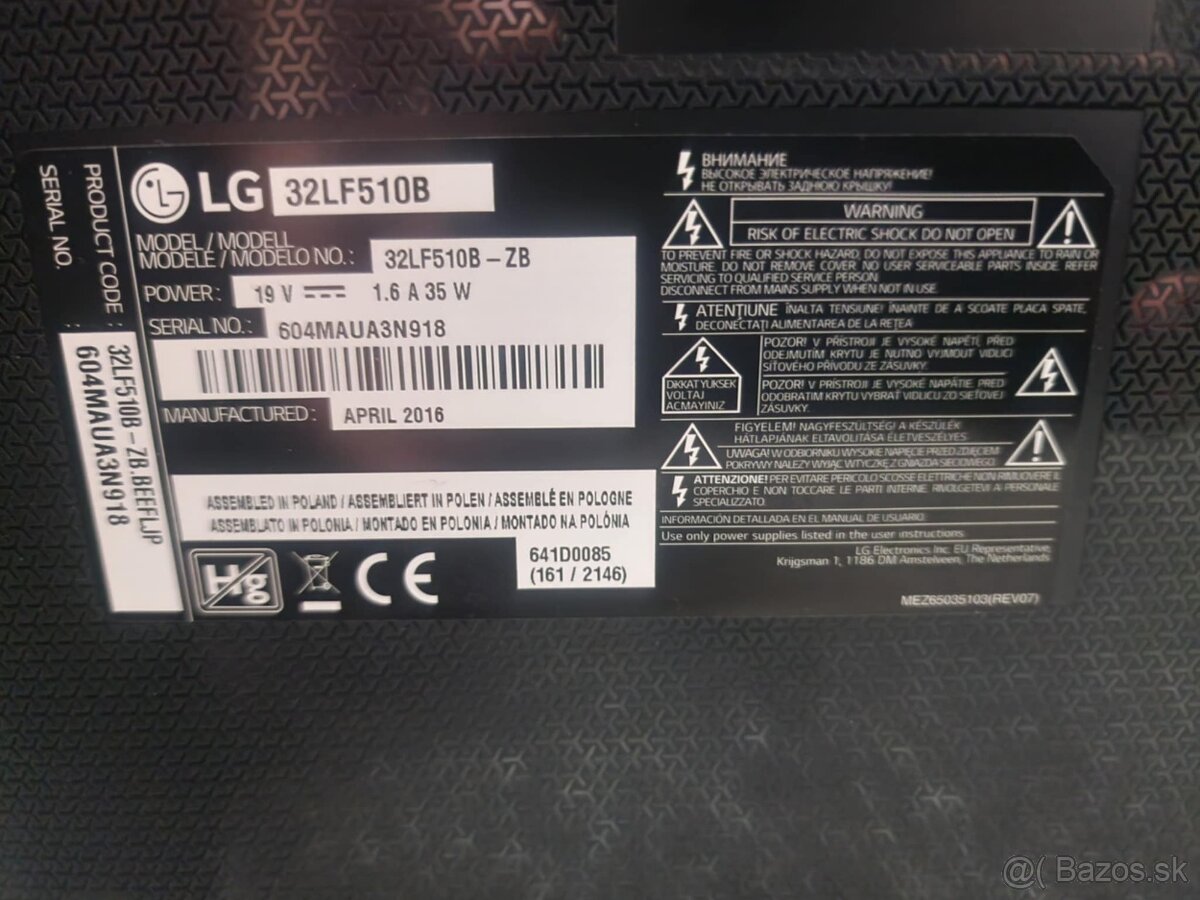 PRODUCT CODE :
SERIAL NO. :
32LF510B-ZB.BEEFLJP
604MAUA3N918
LG 32LF510B
MODEL / MODELL
MODÈLE / MODELO NO.: 32LF510B-ZB
POWER: 19 V 1.6 A 35 W
SERIAL NO.: 604MAUA3N918
MANUFACTURED: APRIL 2016
ASSEMBLED IN POLAND / ASSEMBLIERT IN POLEN / ASSEMBLÉ EN POLOGNE
ASSEMBLATO IN POLONIA / MONTADO EN POLONIA / MONTADO NA POLÓNIA
641D0085
(161 / 2146)
Hg
CE
ВНИМАНИЕ
ВЫСОКОЕ ЭЛЕКТРИЧЕСКОЕ НАПРЯЖЕНИЕ!
НЕ ОТКРЫВАТЬ ЗАДНЮЮ КРЫШКУ!
WARNING
RISK OF ELECTRIC SHOCK DO NOT OPEN
TO PREVENT FIRE OR SHOCK HAZARD, DO NOT EXPOSE THIS APPLIANCE TO RAIN OR
MOISTURE. DO NOT REMOVE COVER. NO USER SERVICEABLE PARTS INSIDE. REFER
SERVICING TO QUALIFIED SERVICE PERSON.
DISCONNECT FROM MAINS SUPPLY WHEN NOT IN USE.
ATENȚIUNE ÎNALTA TENSIUNE! ÎNAINTE DE A SCOATE PLACA SPATE,
DECONECTAȚI ALIMENTAREA DE LA REȚEA
DİKKAT YUKSEK
VOLTAJ
AÇMAYINIZ
POZOR! V PŘÍSTROJI JE VYSOKÉ NAPĚTÍ, PŘED
ODEJMUTÍM KRYTU JE NUTNO VYJMOUT VIDLICI
SÍŤOVÉHO PŘÍVODU ZE ZÁSUVKY.
POZOR! V PRÍSTROJI JE VYSOKÉ NAPÄTIE, PRED
ODOBRATÍM KRYTU VYBRAŤ VIDLICU ZO SIEŤOVEJ
ZÁSUVKY.
FIGYELEM! NAGYFESZÜLTSÉG! A KÉSZÜLÉK
HÁTLAPJÁNAK ELTÁVOLÍTÁSA ÉLETVESZÉLYES.
UWAGA! W ODBIORNIKU WYSOKIE NAPIĘCIE PRZED ZDJĘCIEM
POKRYWY NALEŻY WYJĄĆ WTYCZKĘ Z GNIAZDA SIECIOWEGO
ATTENZIONE! PER EVITARE PERICOLO SCOSSE ELETTRICHE NON RIMUOVERE IL
COPERCHIO E NON TOCCARE LE PARTI INTERNE. RIVOLGETEVI A PERSONALE
SPECIALIZZATO.
INFORMACIÓN DETALLADA EN EL MANUAL DE USUARIO.
Use only power supplies listed in the user instructions.
LG Electronics Inc. EU Representative,
Krijgsman 1, 1186 DM Amstelveen, The Netherlands
MEZ65035103(REV07)
@( Bazos.sk